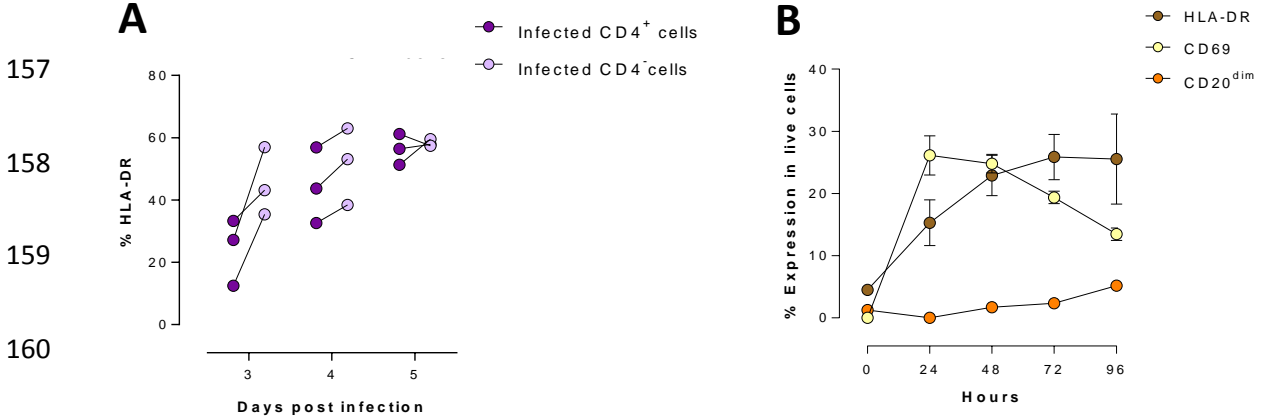 A
Infected CD4+ cells
Infected CD4-cells
157
158
159
160
80
60
40
20
0
% HLA-DR
3 4 5
Days post infection
B
HLA-DR
CD69
CD20dim
40
30
20
10
0
% Expression in live cells
0 24 48 72 96
Hours